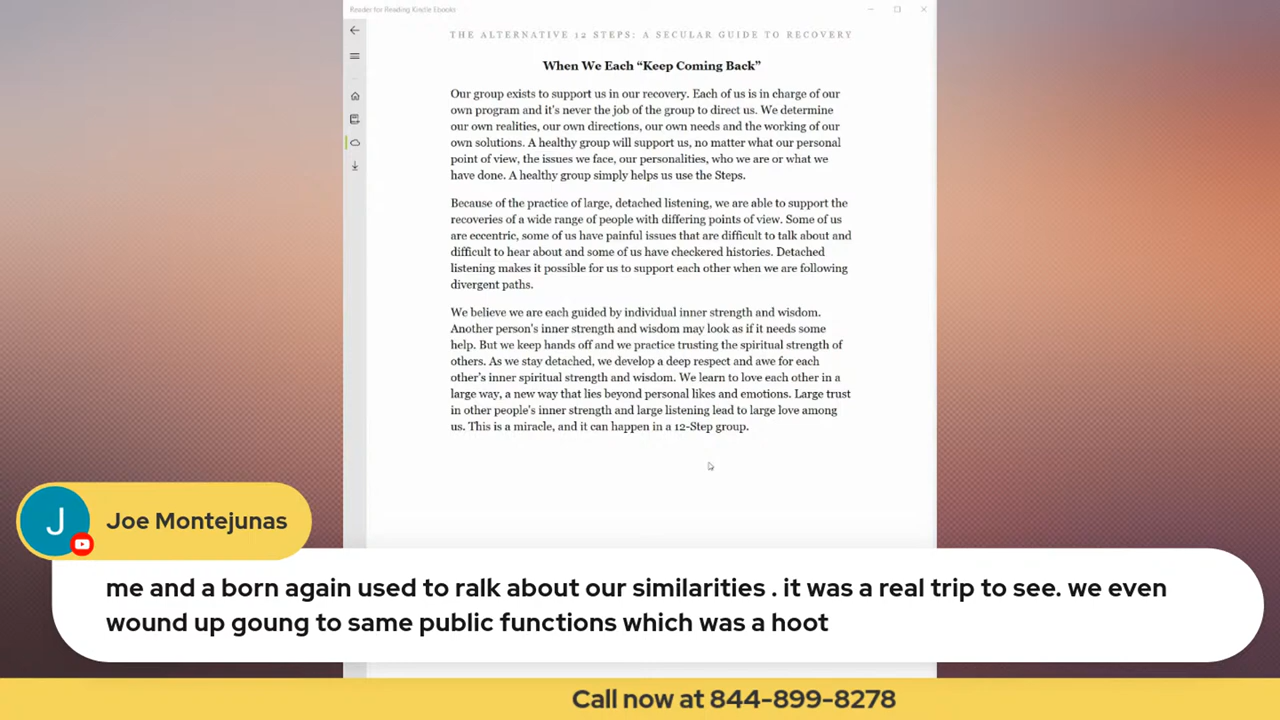 Reader for Reading Kindle Ebooks
THE ALTERNATIVE 12 STEPS: A SECULAR GUIDE TO RECOVERY
When We Each “Keep Coming Back”
Our group exists to support us in our recovery. Each of us is in charge of our
own program and it's never the job of the group to direct us. We determine
our own realities, our own directions, our own needs and the working of our
own solutions. A healthy group will support us, no matter what our personal
point of view, the issues we face, our personalities, who we are or what we
have done. A healthy group simply helps us use the Steps.
Because of the practice of large, detached listening, we are able to support the
recoveries of a wide range of people with differing points of view. Some of us
are eccentric, some of us have painful issues that are difficult to talk about and
difficult to hear about and some of us have checkered histories. Detached
listening makes it possible for us to support each other when we are following
divergent paths.
We believe we are each guided by individual inner strength and wisdom.
Another person's inner strength and wisdom may look as if it needs some
help. But we keep hands off and we practice trusting the spiritual strength of
others. As we stay detached, we develop a deep respect and awe for each
other's inner spiritual strength and wisdom. We learn to love each other in a
large way, a new way that lies beyond personal likes and emotions. Large trust
in other people's inner strength and large listening lead to large love among
us. This is a miracle, and it can happen in a 12-Step group.
J
Joe Montejunas
me and a born again used to ralk about our similarities . it was a real trip to see. we even
wound up goung to same public functions which was a hoot
Call now at 844-899-8278